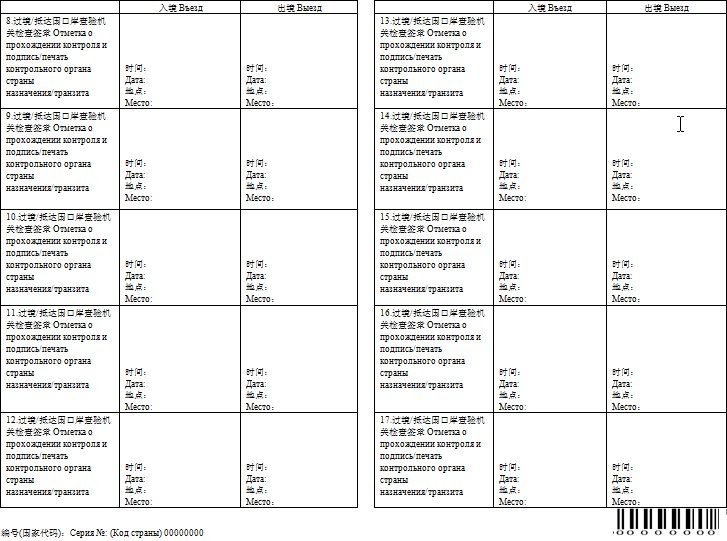 入境 Въезд 出境 Выезд
8.过境/抵达国口岸查验机
关检查签章 Отметка о
прохождении контроля и
подпись/печать
контрольного органа
страны
назначения/транзита
时间: 时间:
Дата: Дата:
地点: 地点:
Место: Место:
9.过境/抵达国口岸查验机
关检查签章 Отметка о
прохождении контроля и
подпись/печать
контрольного органа
страны
назначения/транзита
时间: 时间:
Дата: Дата:
地点: 地点:
Место: Место:
10.过境/抵达国口岸查验机
关检查签章 Отметка о
прохождении контроля и
подпись/печать
контрольного органа
страны
назначения/транзита
时间: 时间:
Дата: Дата:
地点: 地点:
Место: Место:
11.过境/抵达国口岸查验机
关检查签章 Отметка о
прохождении контроля и
подпись/печать
контрольного органа
страны
назначения/транзита
时间: 时间:
Дата: Дата:
地点: 地点:
Место: Место:
12.过境/抵达国口岸查验机
关检查签章 Отметка о
прохождении контроля и
подпись/печать
контрольного органа
страны
назначения/транзита
时间: 时间:
Дата: Дата:
地点: 地点:
Место: Место:
入境 Въезд 出境 Выезд
13.过境/抵达国口岸查验机
关检查签章 Отметка о
прохождении контроля и
подпись/печать
контрольного органа
страны
назначения/транзита
时间: 时间:
Дата: Дата:
地点: 地点:
Место: Место:
14.过境/抵达国口岸查验机
关检查签章 Отметка о
прохождении контроля и
подпись/печать
контрольного органа
страны
назначения/транзита
时间: 时间:
Дата: Дата:
地点: 地点:
Место: Место:
15.过境/抵达国口岸查验机
关检查签章 Отметка о
прохождении контроля и
подпись/печать
контрольного органа
страны
назначения/транзита
时间: 时间:
Дата: Дата:
地点: 地点:
Место: Место:
16.过境/抵达国口岸查验机
关检查签章 Отметка о
прохождении контроля и
подпись/печать
контрольного органа
страны
назначения/транзита
时间: 时间:
Дата: Дата:
地点: 地点:
Место: Место:
17.过境/抵达国口岸查验机
关检查签章 Отметка о
прохождении контроля и
подпись/печать
контрольного органа
страны
назначения/транзита
时间: 时间:
Дата: Дата:
地点: 地点:
Место: Место:
编号(国家代码): Серия №: (Код страны) 00000000